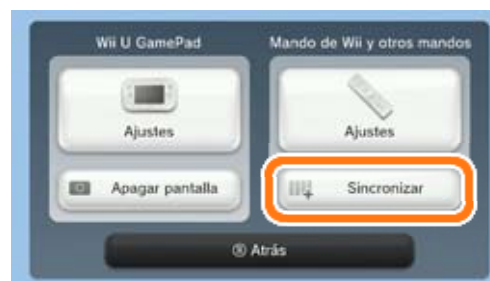 Wii U GamePad
Mando de Wii y otros mandos
Ajustes
Ajustes
Apagar pantalla
Sincronizar
Ⓑ Atrás